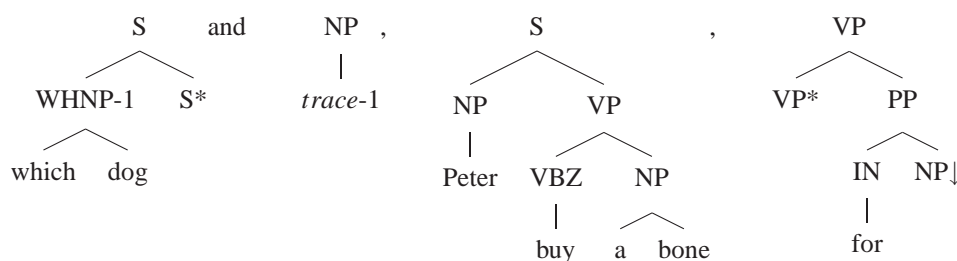 S and NP , S , VP
WHNP-1 S* trace-1 NP VP VP* PP
which dog Peter VBZ NP IN NP↓
buy a bone for